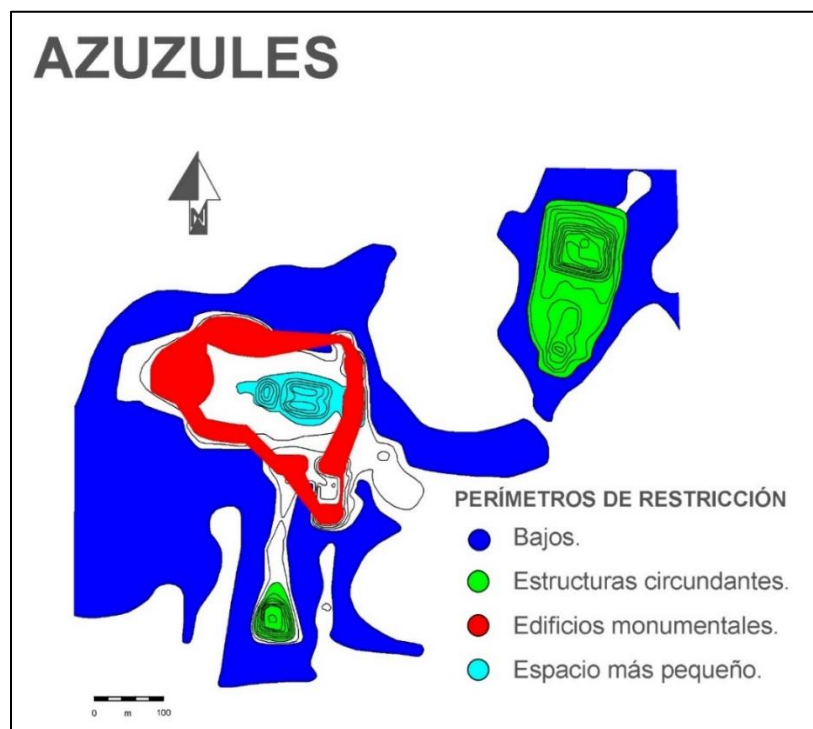 AZUZULES
N
PERÍMETROS DE RESTRICCIÓN
Bajos.
Estructuras circundantes.
Edificios monumentales.
Espacio más pequeño.
0 m 100